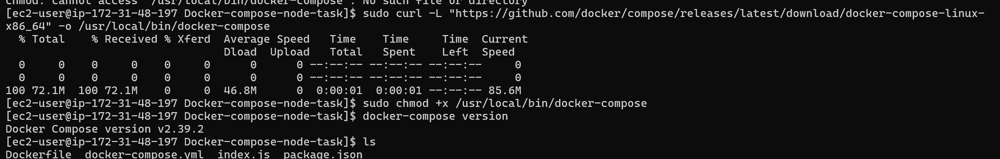 chmod: cannot access '/usr/local/bin/docker-compose': No such file or directory
[ec2-user@ip-172-31-48-197 Docker-compose-node-task]$ sudo curl -L "https://github.com/docker/compose/releases/latest/download/docker-compose-linux-
x86_64" -o /usr/local/bin/docker-compose
  % Total    % Received % Xferd  Average Speed   Time    Time     Time  Current
                                 Dload  Upload   Total   Spent    Left  Speed
  0     0    0     0    0     0      0      0 --:--:-- --:--:-- --:--:--     0
  0     0    0     0    0     0      0      0 --:--:-- --:--:-- --:--:--     0
100 72.1M  100 72.1M    0     0  46.8M      0  0:00:01  0:00:01 --:--:-- 85.6M
[ec2-user@ip-172-31-48-197 Docker-compose-node-task]$ sudo chmod +x /usr/local/bin/docker-compose
[ec2-user@ip-172-31-48-197 Docker-compose-node-task]$ docker-compose version
Docker Compose version v2.39.2
[ec2-user@ip-172-31-48-197 Docker-compose-node-task]$ ls
Dockerfile  docker-compose.yml  index.js  package.json